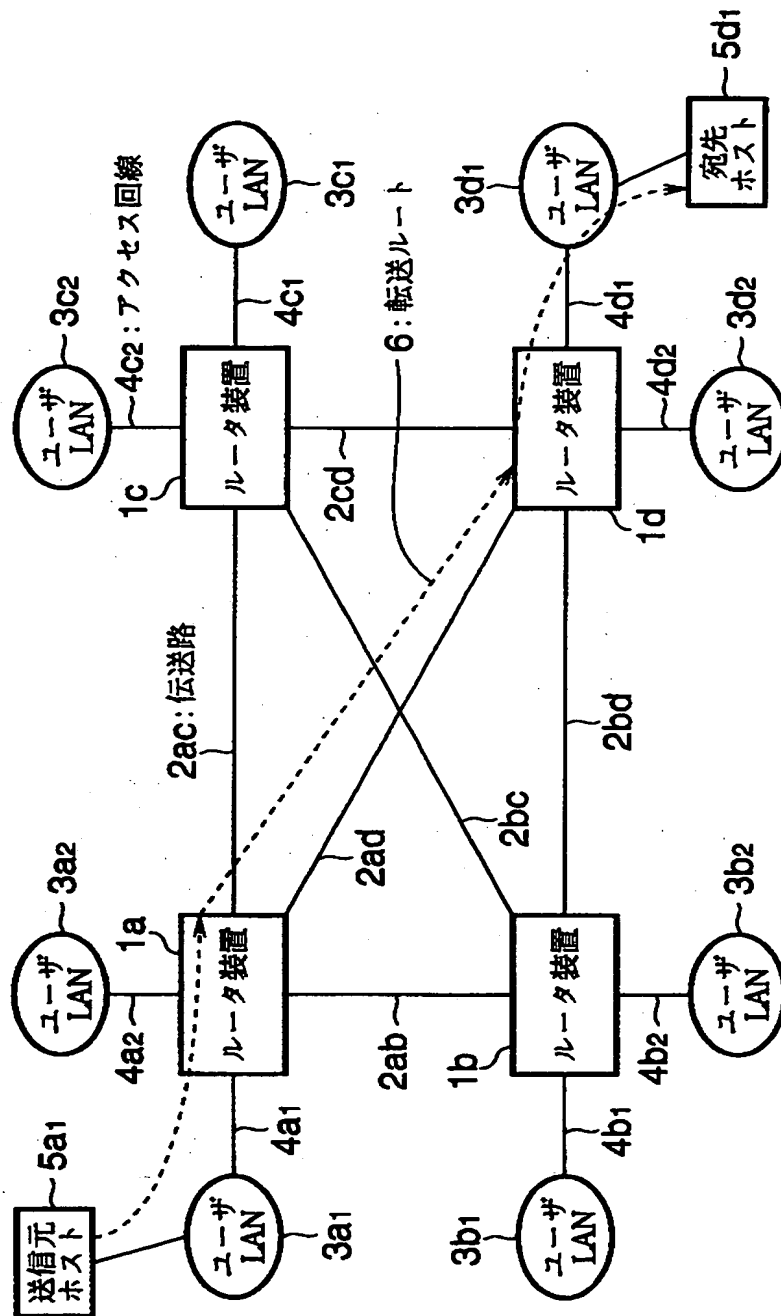 送信元
ホスト
5a1
ユーザ
LAN
3a1
4a1
ユーザ
LAN
3a2
4a2
1a
ルータ装置
2ac:伝送路
1c
ルータ装置
4c2:アクセス回線
ユーザ
LAN
3c2
4c1
ユーザ
LAN
3c1
2ab
2ad
2bc
2cd
6:転送ルート
ユーザ
LAN
3b1
4b1
1b
ルータ装置
4b2
ユーザ
LAN
3b2
2bd
1d
ルータ装置
4d2
ユーザ
LAN
3d2
4d1
ユーザ
LAN
3d1
宛先
ホスト
5d1